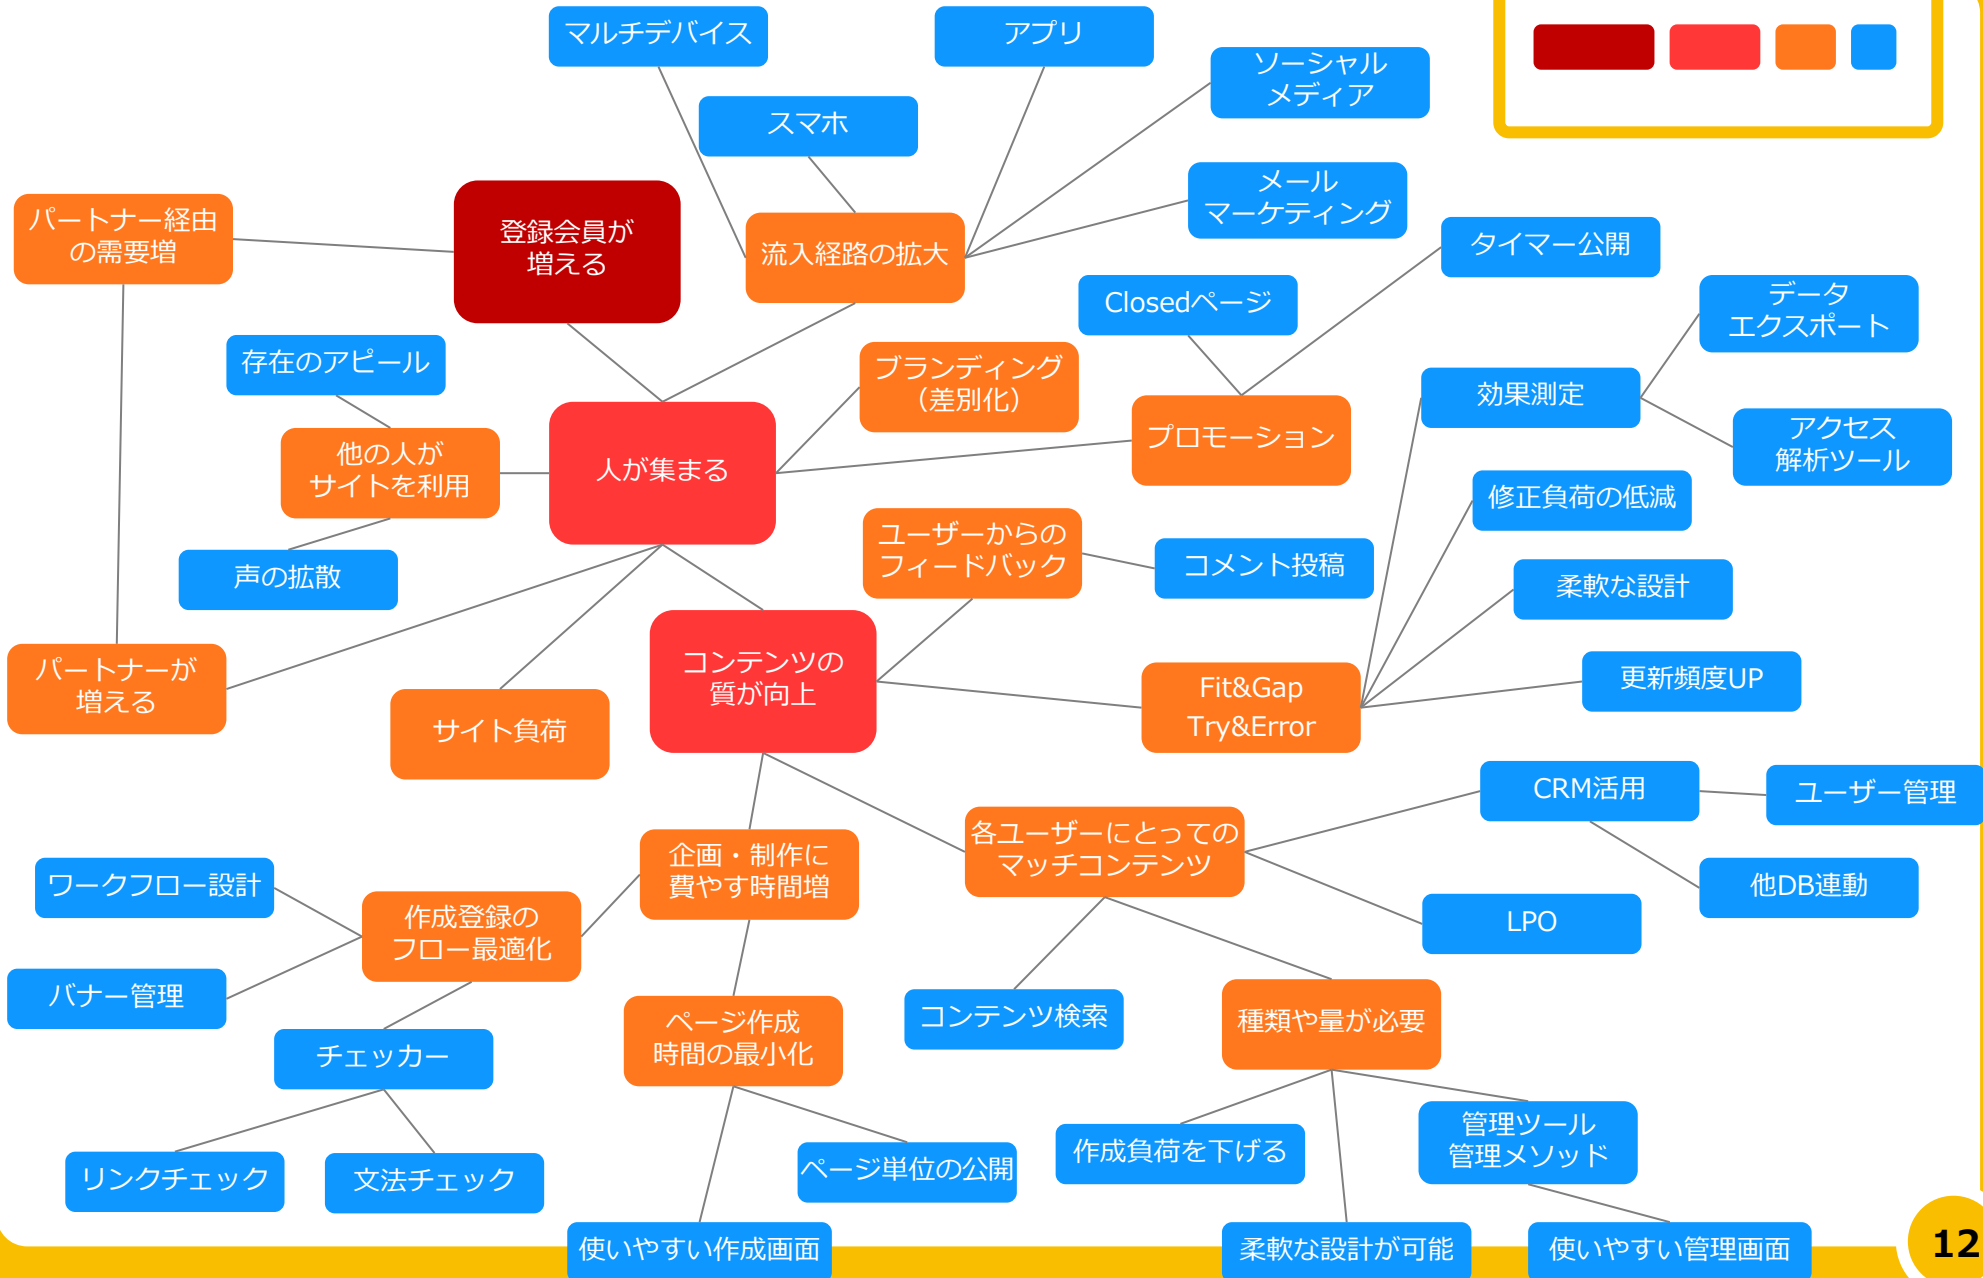 マルチデバイス
アプリ
ソーシャル
メディア
スマホ
メール
マーケティング
パートナー経由
の需要増
登録会員が
増える
流入経路の拡大
タイマー公開
Closedページ
データ
エクスポート
存在のアピール
ブランディング
（差別化）
効果測定
プロモーション
アクセス
解析ツール
他の人が
サイトを利用
人が集まる
修正負荷の低減
ユーザーからの
フィードバック
コメント投稿
声の拡散
柔軟な設計
パートナーが
増える
コンテンツの
質が向上
Fit&Gap
Try&Error
更新頻度UP
サイト負荷
CRM活用
ユーザー管理
各ユーザーにとっての
マッチコンテンツ
企画・制作に
費やす時間増
ワークフロー設計
他DB連動
作成登録の
フロー最適化
LPO
バナー管理
コンテンツ検索
種類や量が必要
ページ作成
時間の最小化
チェッカー
管理ツール
管理メソッド
作成負荷を下げる
ページ単位の公開
リンクチェック
文法チェック
使いやすい作成画面
柔軟な設計が可能
使いやすい管理画面
12